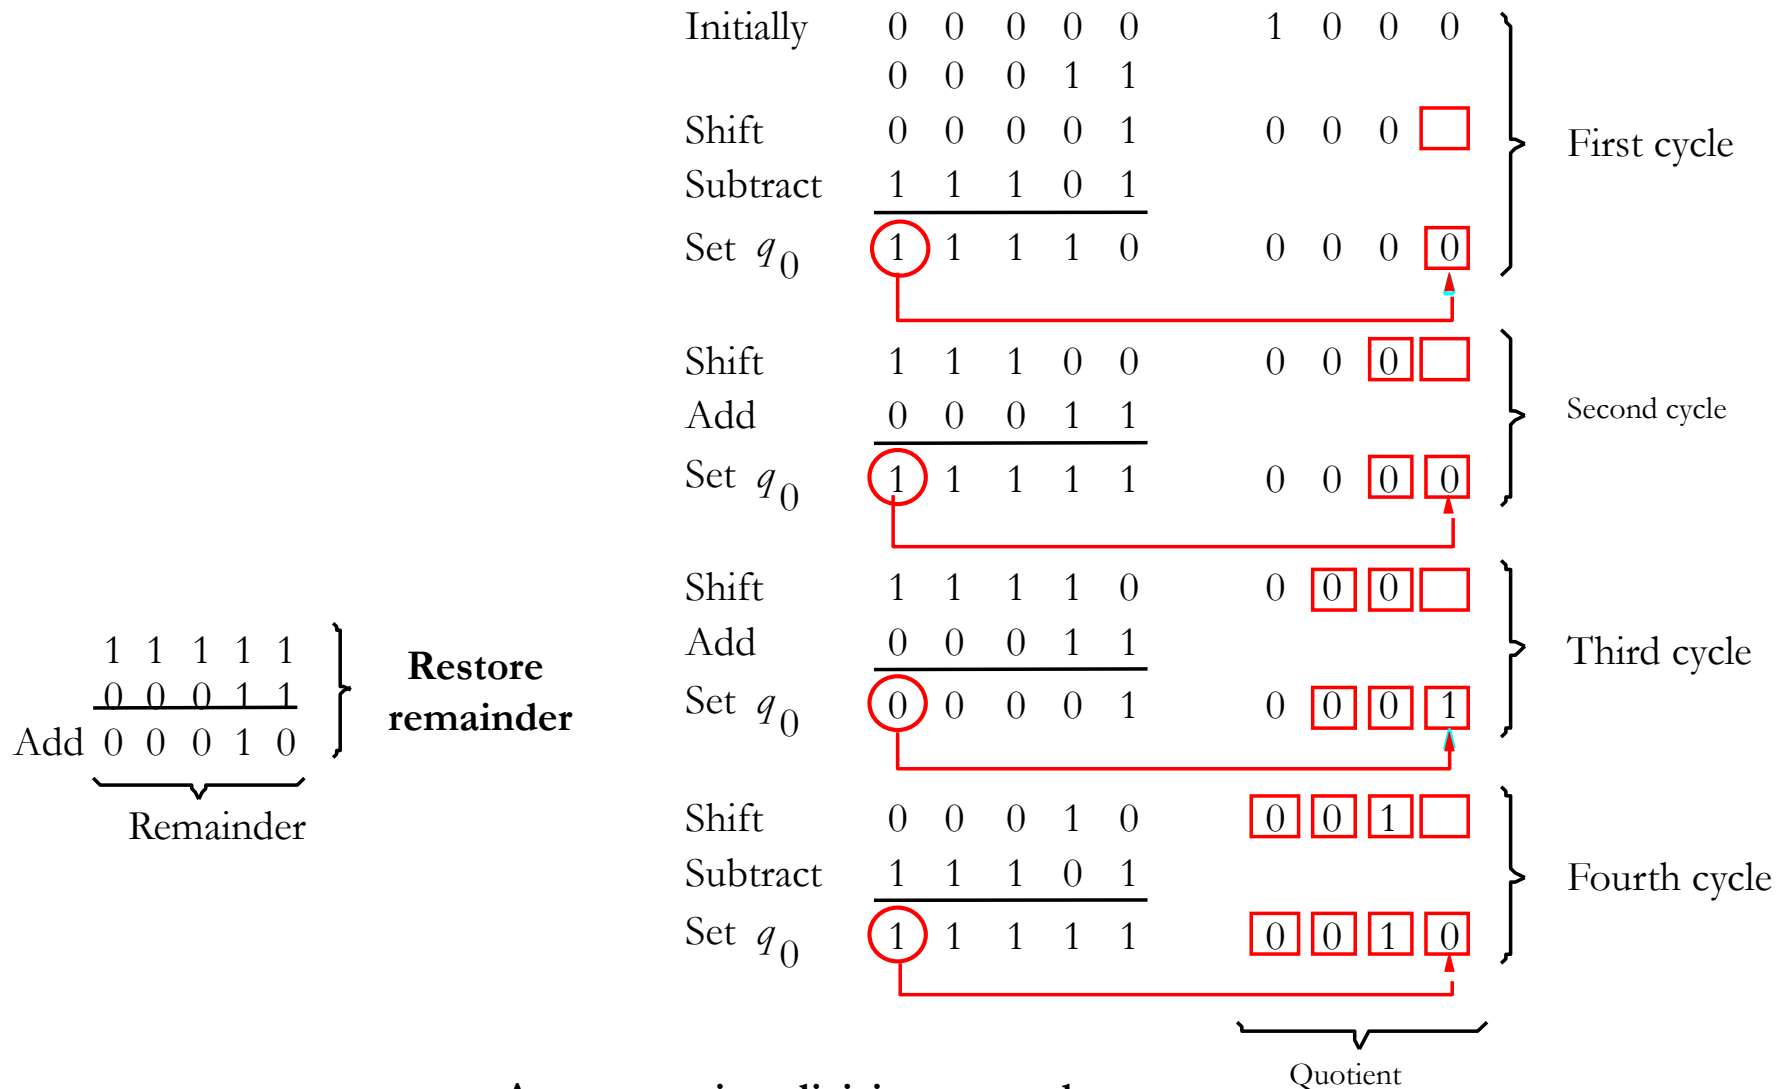 Initially 0 0 0 0 0 1 0 0 0
0 0 0 1 1
Shift 0 0 0 0 1 0 0 0
Subtract 1 1 1 0 1
Set q0 1 1 1 1 0 0 0 0 0
First cycle
Shift 1 1 1 0 0 0 0 0
Add 0 0 0 1 1
Set q0 1 1 1 1 1 0 0 0 0
Second cycle
Shift 1 1 1 1 0 0 0 0
Add 0 0 0 1 1
Set q0 0 0 0 0 1 0 0 0 1
Third cycle
Shift 0 0 0 1 0 0 0 1
Subtract 1 1 1 0 1
Set q0 1 1 1 1 1 0 0 1 0
Fourth cycle
Quotient
1 1 1 1 1
0 0 0 1 1
Add 0 0 0 1 0
Remainder
Restore
remainder